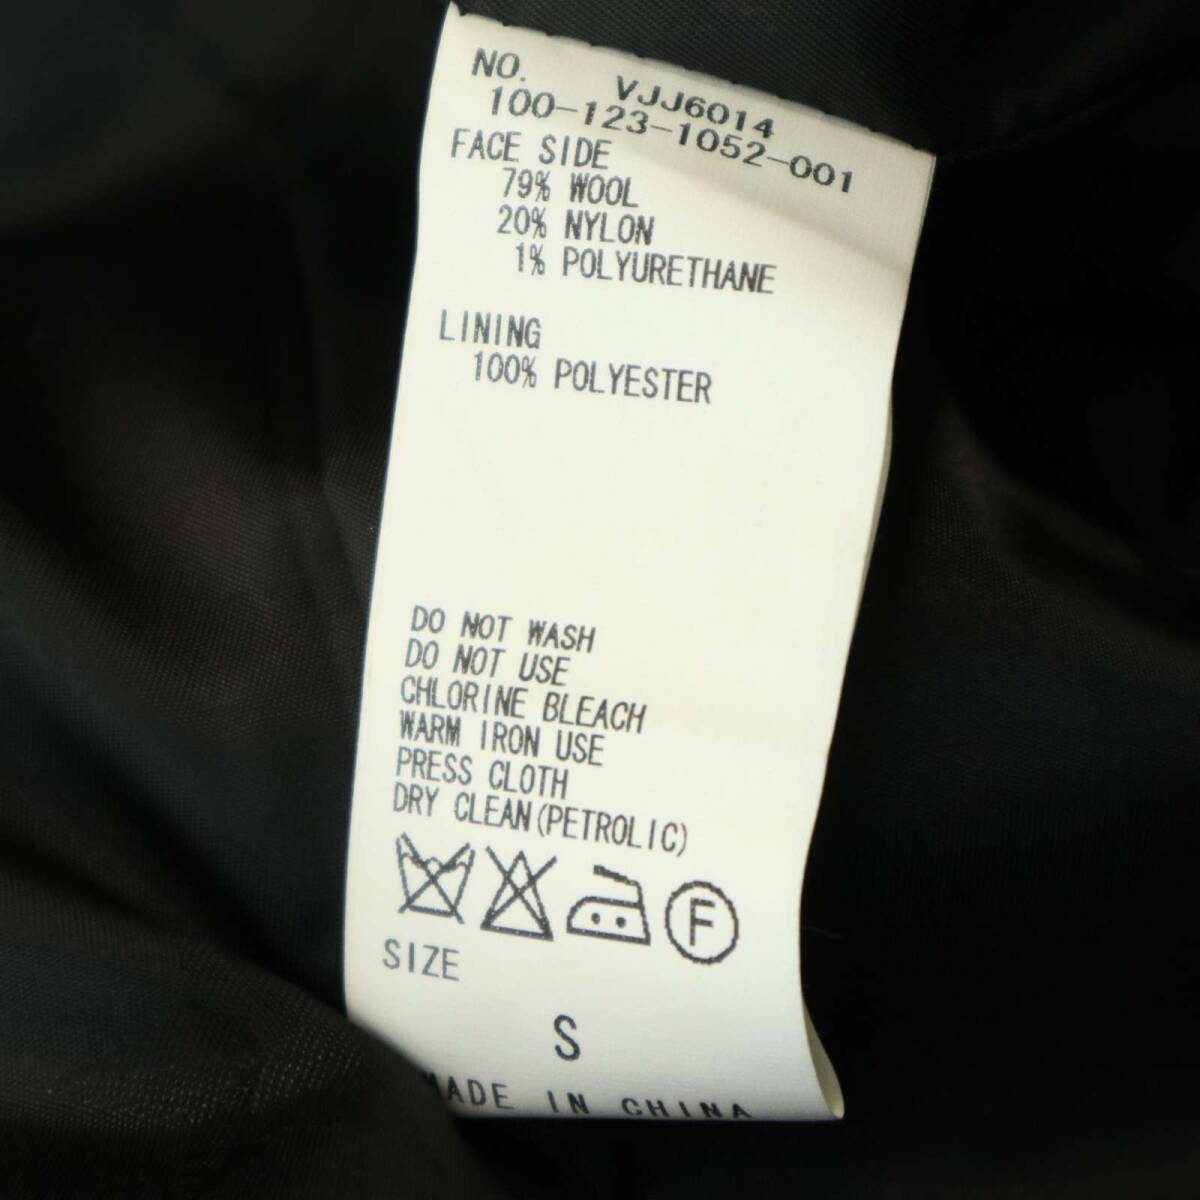 NO. VJJ6014
100-123-1052-001
FACE SIDE
79% WOOL
20% NYLON
1% POLYURETHANE
LINING
100% POLYESTER
DO NOT WASH
DO NOT USE
CHLORINE BLEACH
WARM IRON USE
PRESS CLOTH
DRY CLEAN(PETROLIC)
F
SIZE
S
MADE IN CHINA